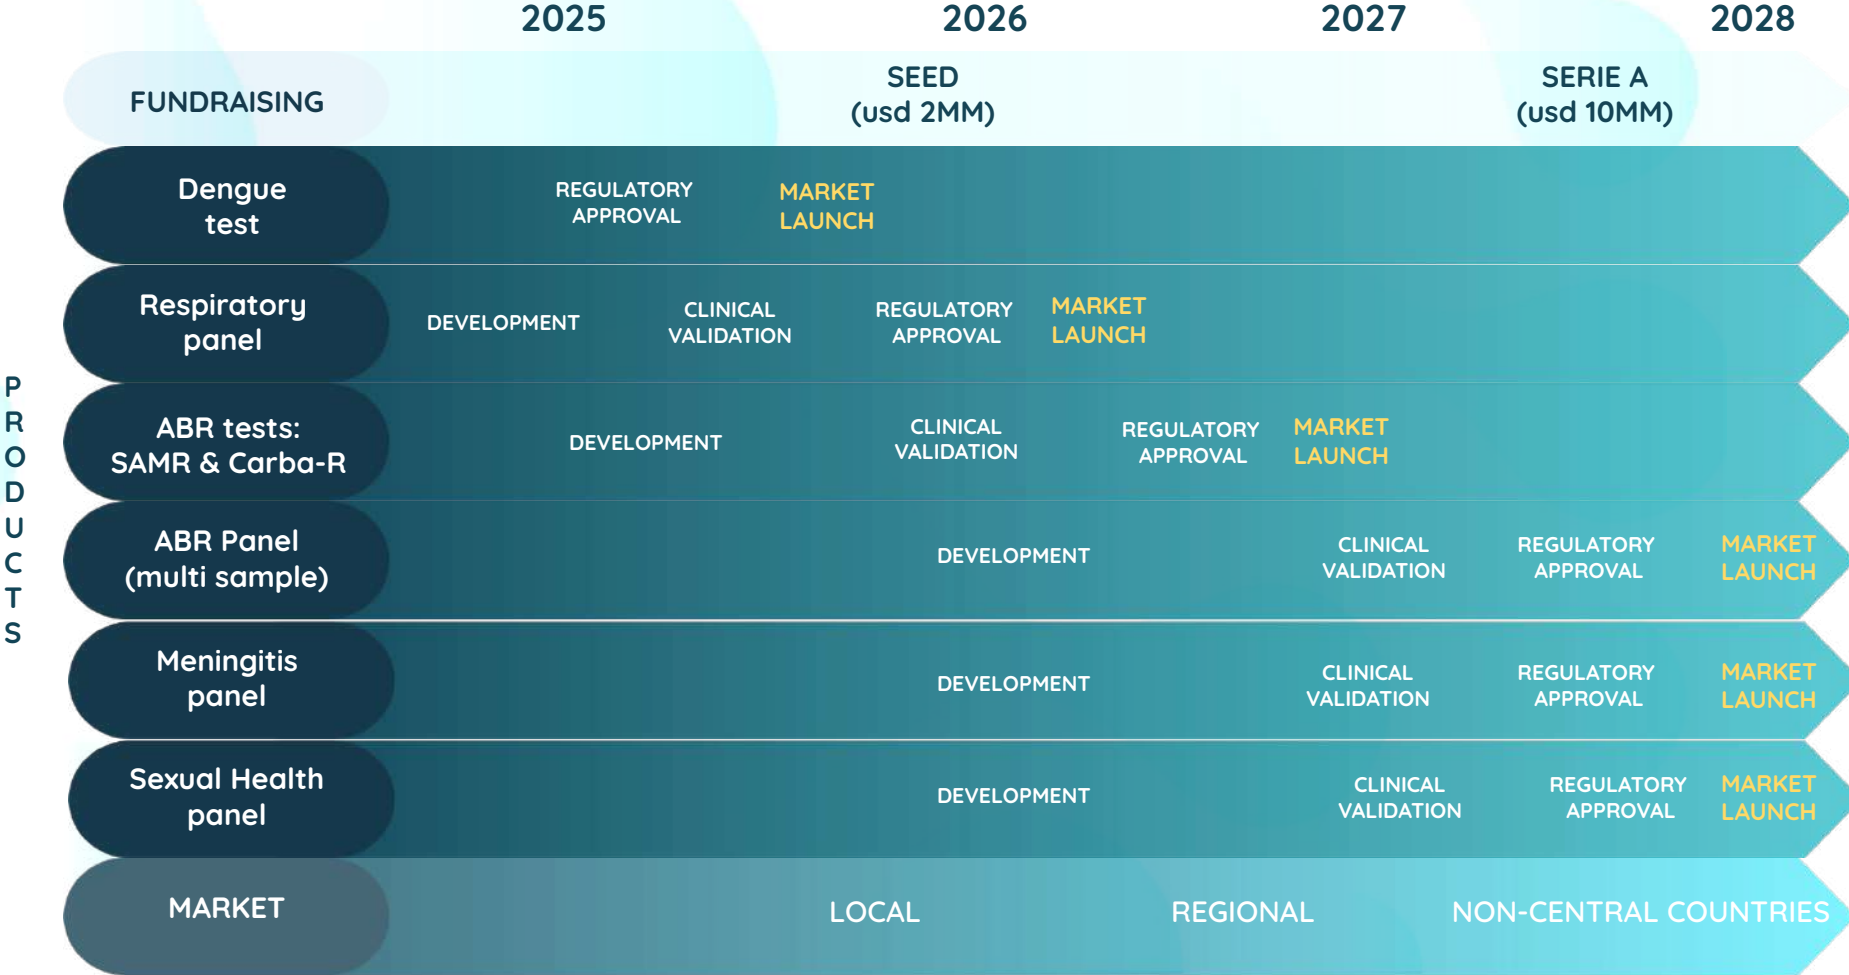 2025 2026 2027 2028
FUNDRAISING
SEED
(usd 2MM)
SERIE A
(usd 10MM)
PRODUCTS
Dengue
test
REGULATORY
APPROVAL
MARKET
LAUNCH
Respiratory
panel
DEVELOPMENT
CLINICAL
VALIDATION
REGULATORY
APPROVAL
MARKET
LAUNCH
ABR tests:
SAMR & Carba-R
DEVELOPMENT
CLINICAL
VALIDATION
REGULATORY
APPROVAL
MARKET
LAUNCH
ABR Panel
(multi sample)
DEVELOPMENT
CLINICAL
VALIDATION
REGULATORY
APPROVAL
MARKET
LAUNCH
Meningitis
panel
DEVELOPMENT
CLINICAL
VALIDATION
REGULATORY
APPROVAL
MARKET
LAUNCH
Sexual Health
panel
DEVELOPMENT
CLINICAL
VALIDATION
REGULATORY
APPROVAL
MARKET
LAUNCH
MARKET
LOCAL
REGIONAL
NON-CENTRAL COUNTRIES